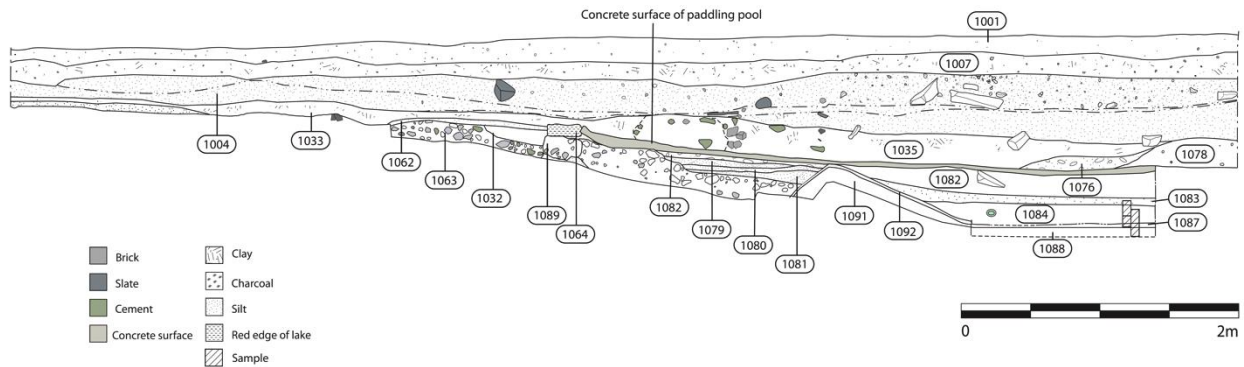 Concrete surface of paddling pool
1001
1007
1004
1033
1062
1063
1032
1089
1064
1082
1079
1080
1081
1091
1092
1035
1082
1084
1088
1076
1078
1083
1087
Brick
Slate
Cement
Concrete surface
Clay
Charcoal
Silt
Red edge of lake
Sample
0
2m